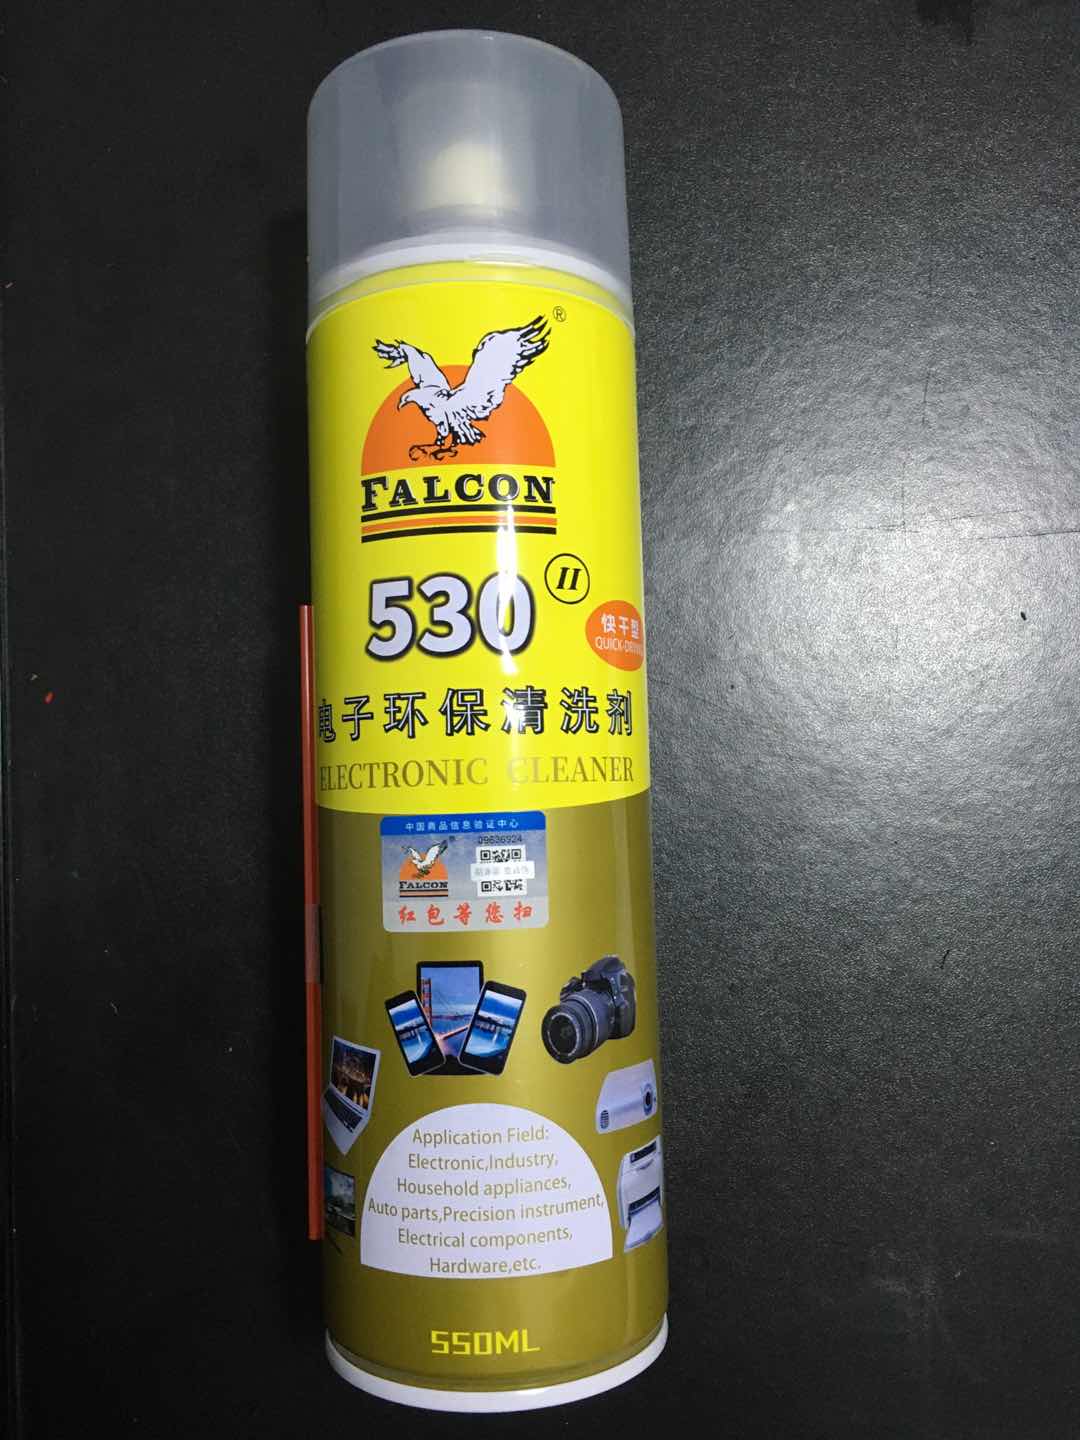 ®
FALCON
530 II
快干型
QUICK-DRYING
电子环保清洗剂
ELECTRONIC CLEANER
中国商品信息验证中心
09636924
FALCON
红包等您扫
Application Field:
Electronic,Industry,
Household appliances,
Auto parts,Precision instrument,
Electrical components,
Hardware,etc.
550ML